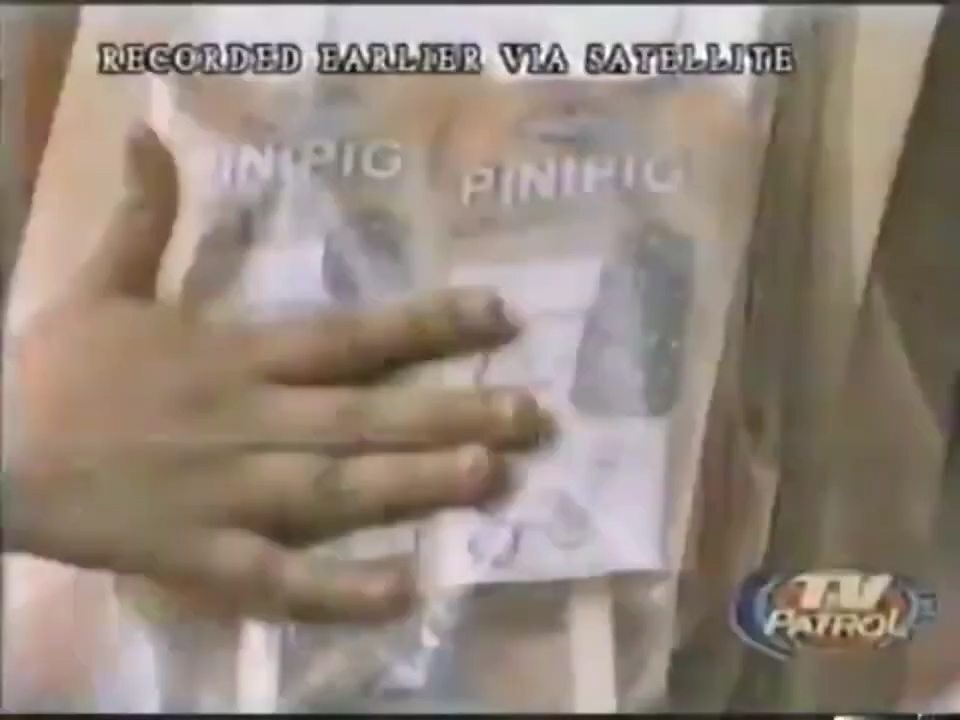 RECORDED EARLIER VIA SATELLITE
PINIPIG
PINIPIG
TV
PATROL